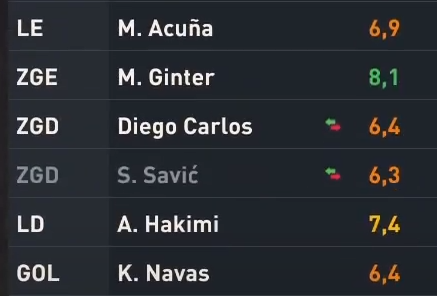 LE M. Acuña 6,9
ZGE M. Ginter 8,1
ZGD Diego Carlos 6,4
ZGD S. Savić 6,3
LD A. Hakimi 7,4
GOL K. Navas 6,4